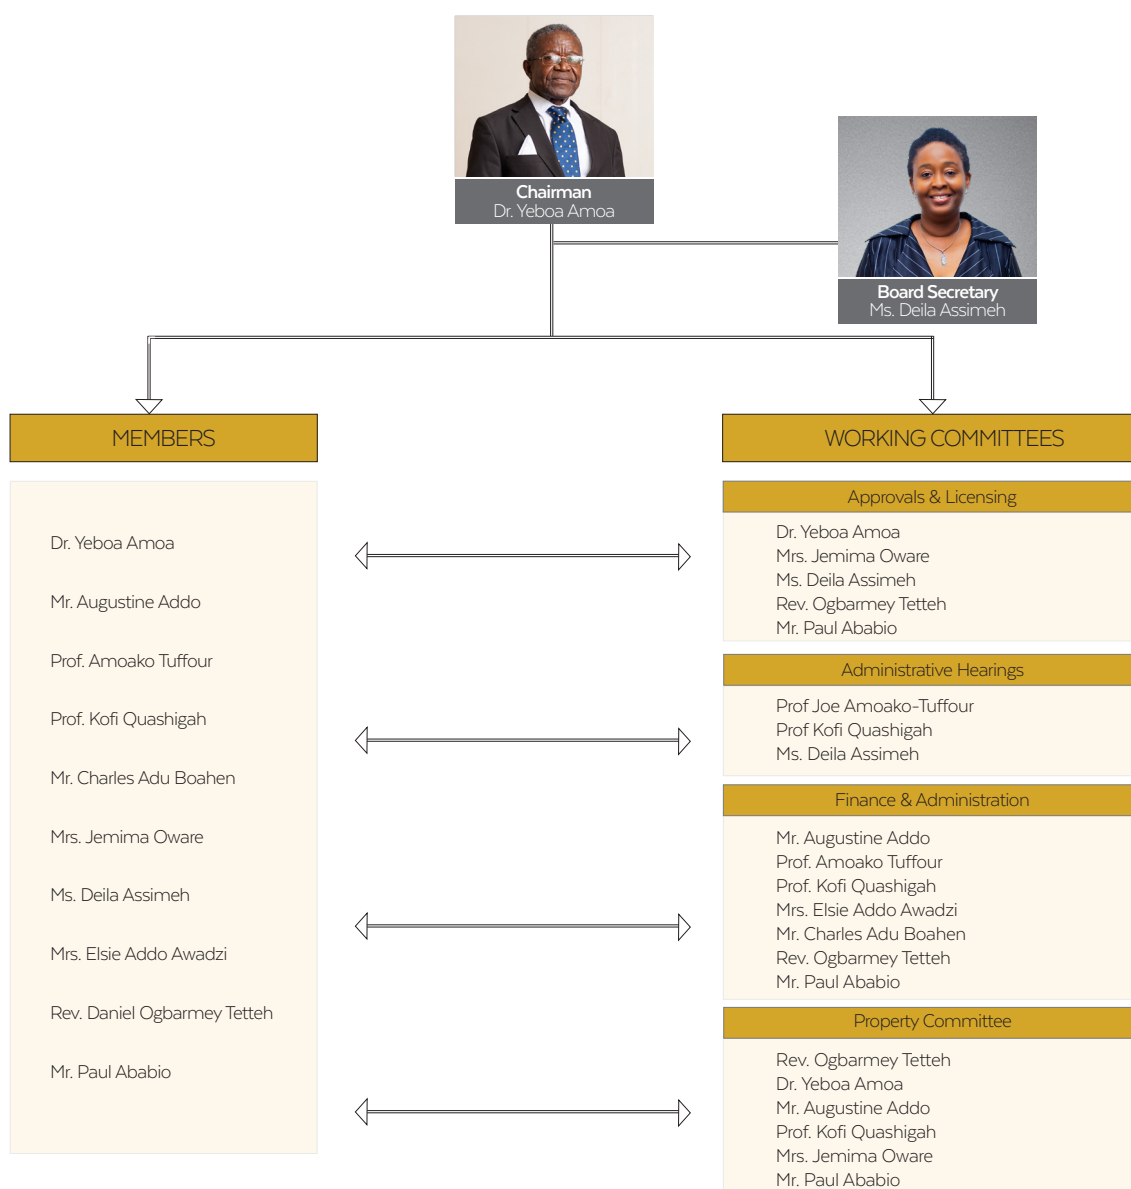 Chairman
Dr. Yeboa Amoa
Board Secretary
Ms. Deila Assimeh
MEMBERS
Dr. Yeboa Amoa
Mr. Augustine Addo
Prof. Amoako Tuffour
Prof. Kofi Quashigah
Mr. Charles Adu Boahen
Mrs. Jemima Oware
Ms. Deila Assimeh
Mrs. Elsie Addo Awadzi
Rev. Daniel Ogbarmey Tetteh
Mr. Paul Ababio
WORKING COMMITTEES
Approvals & Licensing
Dr. Yeboa Amoa
Mrs. Jemima Oware
Ms. Deila Assimeh
Rev. Ogbarmey Tetteh
Mr. Paul Ababio
Administrative Hearings
Prof Joe Amoako-Tuffour
Prof Kofi Quashigah
Ms. Deila Assimeh
Finance & Administration
Mr. Augustine Addo
Prof. Amoako Tuffour
Prof. Kofi Quashigah
Mrs. Elsie Addo Awadzi
Mr. Charles Adu Boahen
Rev. Ogbarmey Tetteh
Mr. Paul Ababio
Property Committee
Rev. Ogbarmey Tetteh
Dr. Yeboa Amoa
Mr. Augustine Addo
Prof. Kofi Quashigah
Mrs. Jemima Oware
Mr. Paul Ababio